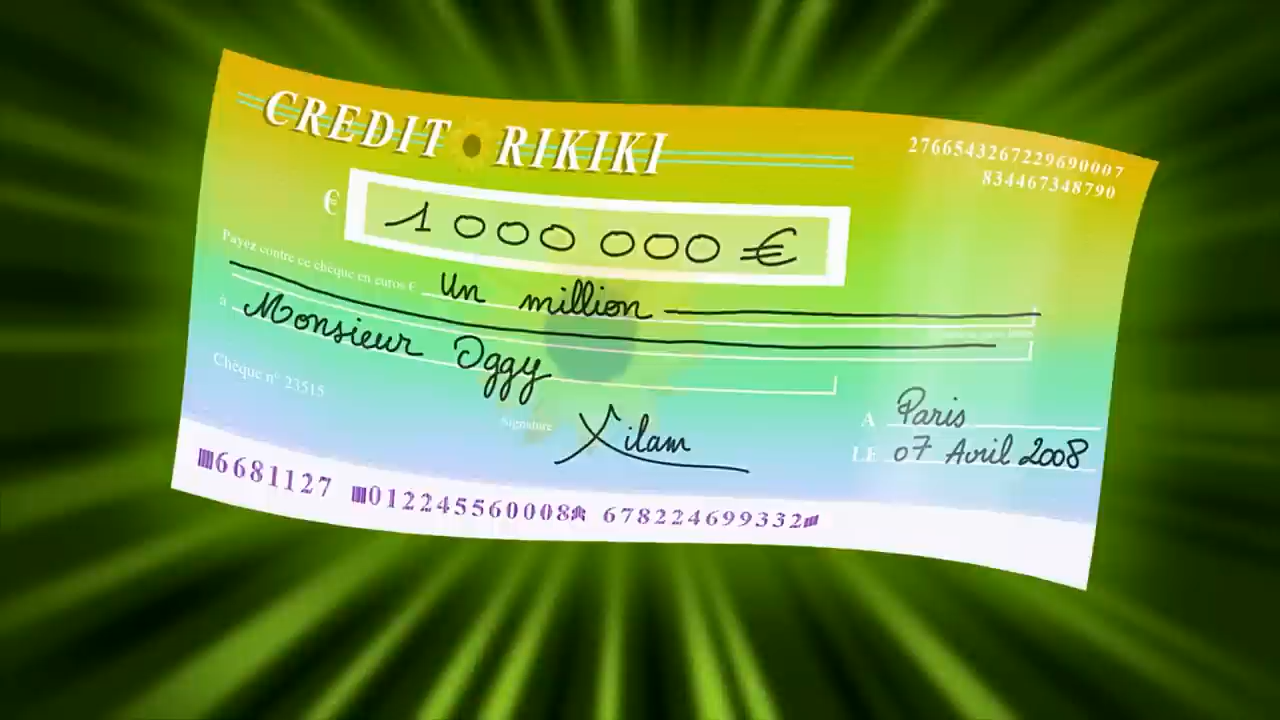 CREDIT RIKIKI
2766543267229690007
834467348790
€ 1 000 000 €
Payez contre ce chèque en euros € Un million
à Monsieur Oggy
Chèque n° 23515
Signature Xilam
A Paris
LE 07 Avril 2008
6681127 012245560008 678224699332